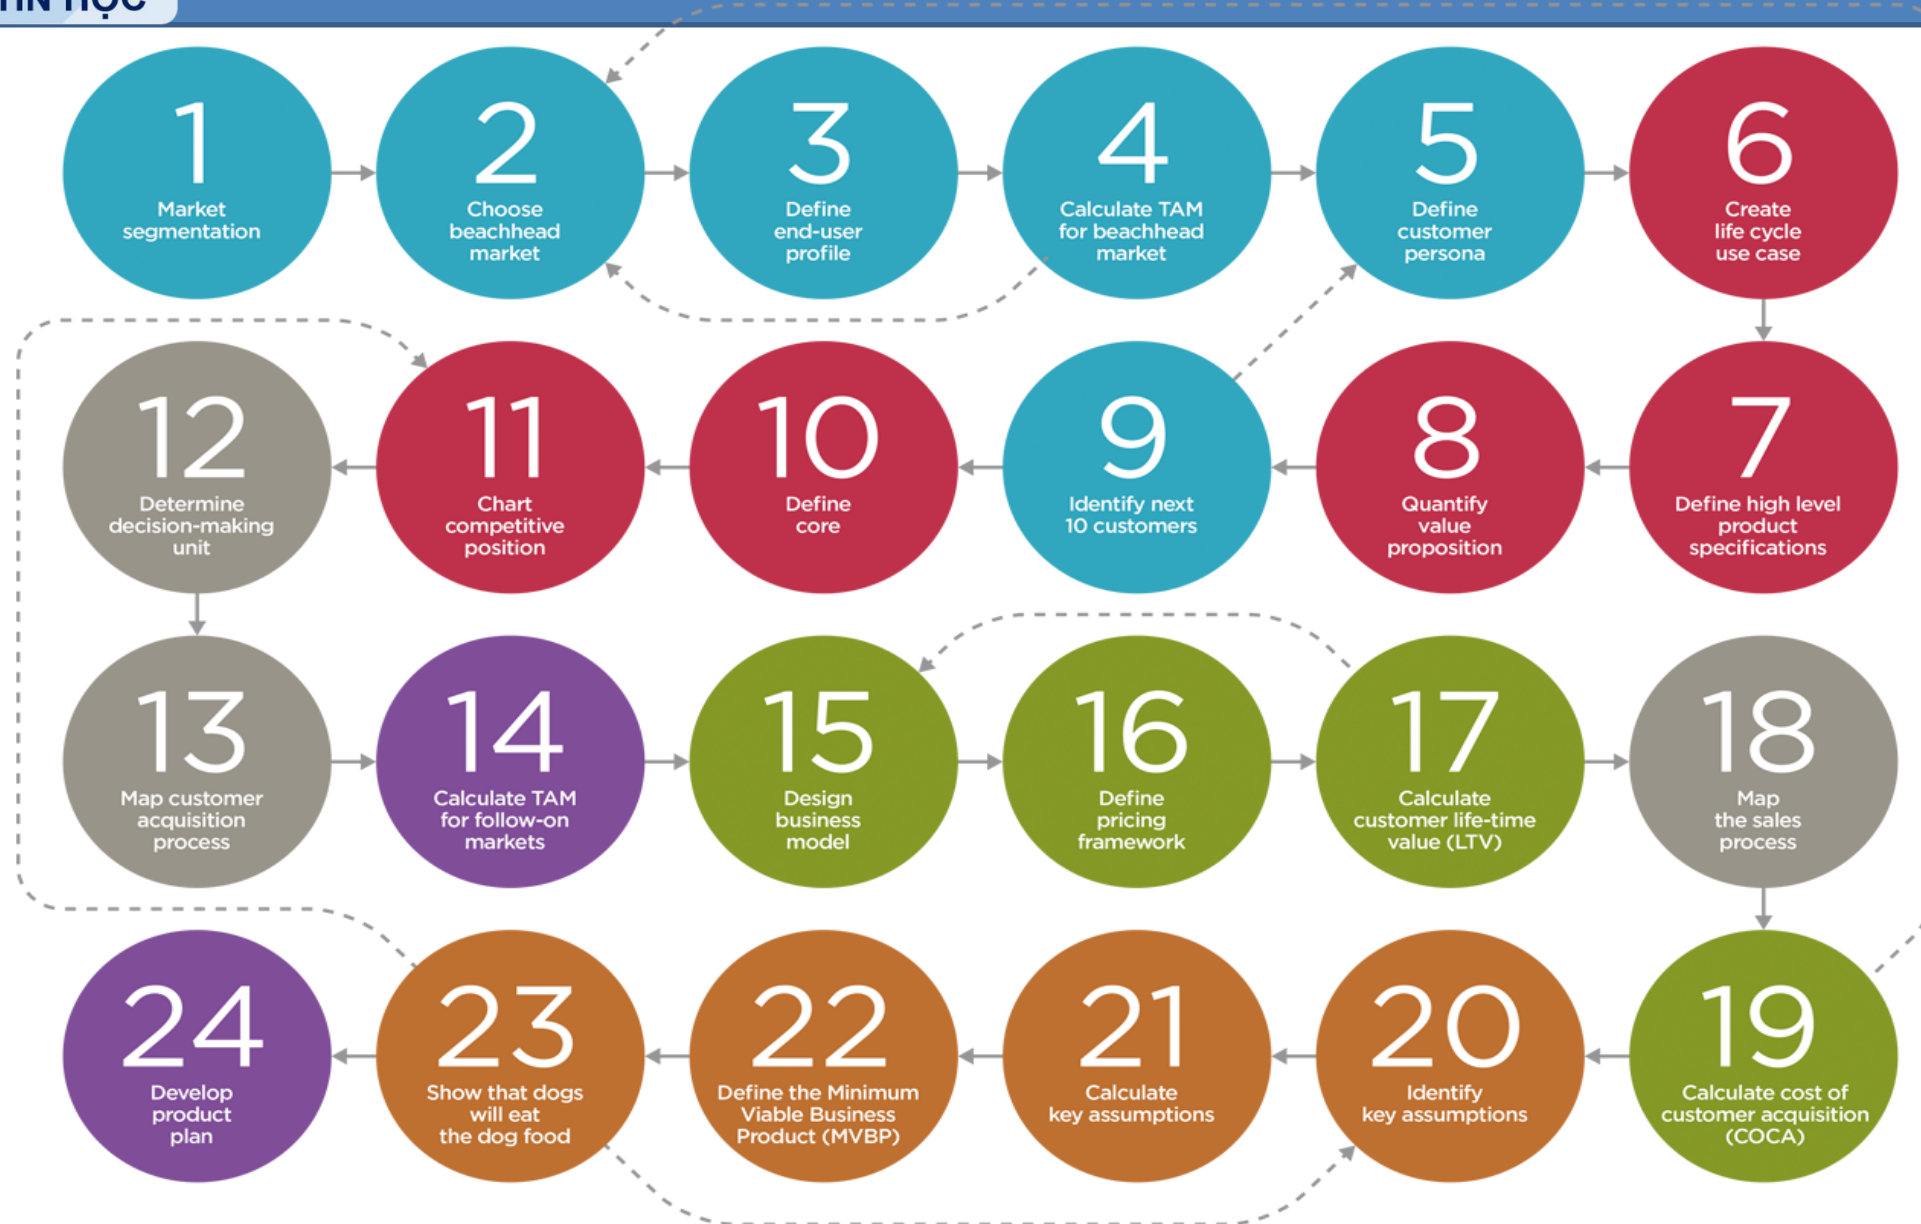 TIN HỌC
1
Market
segmentation
2
Choose
beachhead
market
3
Define
end-user
profile
4
Calculate TAM
for beachhead
market
5
Define
customer
persona
6
Create
life cycle
use case
12
Determine
decision-making
unit
11
Chart
competitive
position
10
Define
core
9
Identify next
10 customers
8
Quantify
value
proposition
7
Define high level
product
specifications
13
Map customer
acquisition
process
14
Calculate TAM
for follow-on
markets
15
Design
business
model
16
Define
pricing
framework
17
Calculate
customer life-time
value (LTV)
18
Map
the sales
process
24
Develop
product
plan
23
Show that dogs
will eat
the dog food
22
Define the Minimum
Viable Business
Product (MVBP)
21
Calculate
key assumptions
20
Identify
key assumptions
19
Calculate cost of
customer acquisition
(COCA)